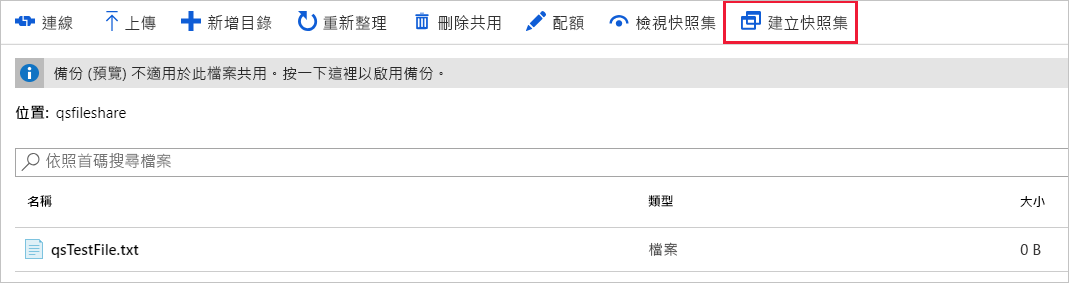 連線 上傳 新增目錄 重新整理 刪除共用 配額 檢視快照集 建立快照集
備份 (預覽) 不適用於此檔案共用。按一下這裡以啟用備份。
位置: qsfileshare
依照首碼搜尋檔案
名稱 類型 大小
qsTestFile.txt 檔案 0 B